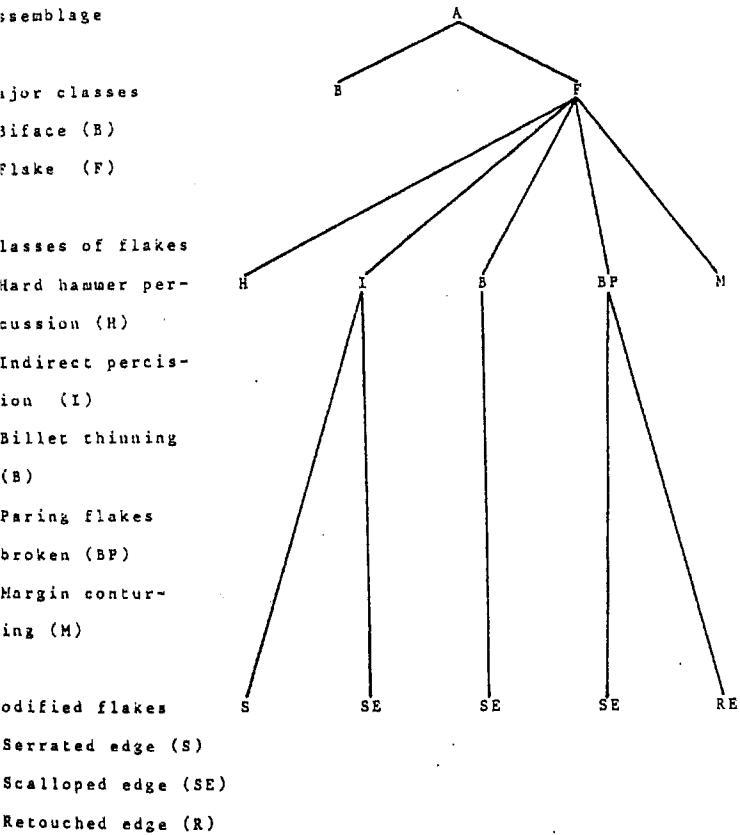 ssemblage A
B F
ajor classes
Biface (B)
Flake (F)
lasses of flakes
H I B BP M
Hard hammer per-
cussion (H)
Indirect percis-
ion (I)
Billet thinning
(B)
Paring flakes
broken (BP)
Margin contur-
ing (M)
S SE SE SE RE
odified flakes
Serrated edge (S)
Scalloped edge (SE)
Retouched edge (R)